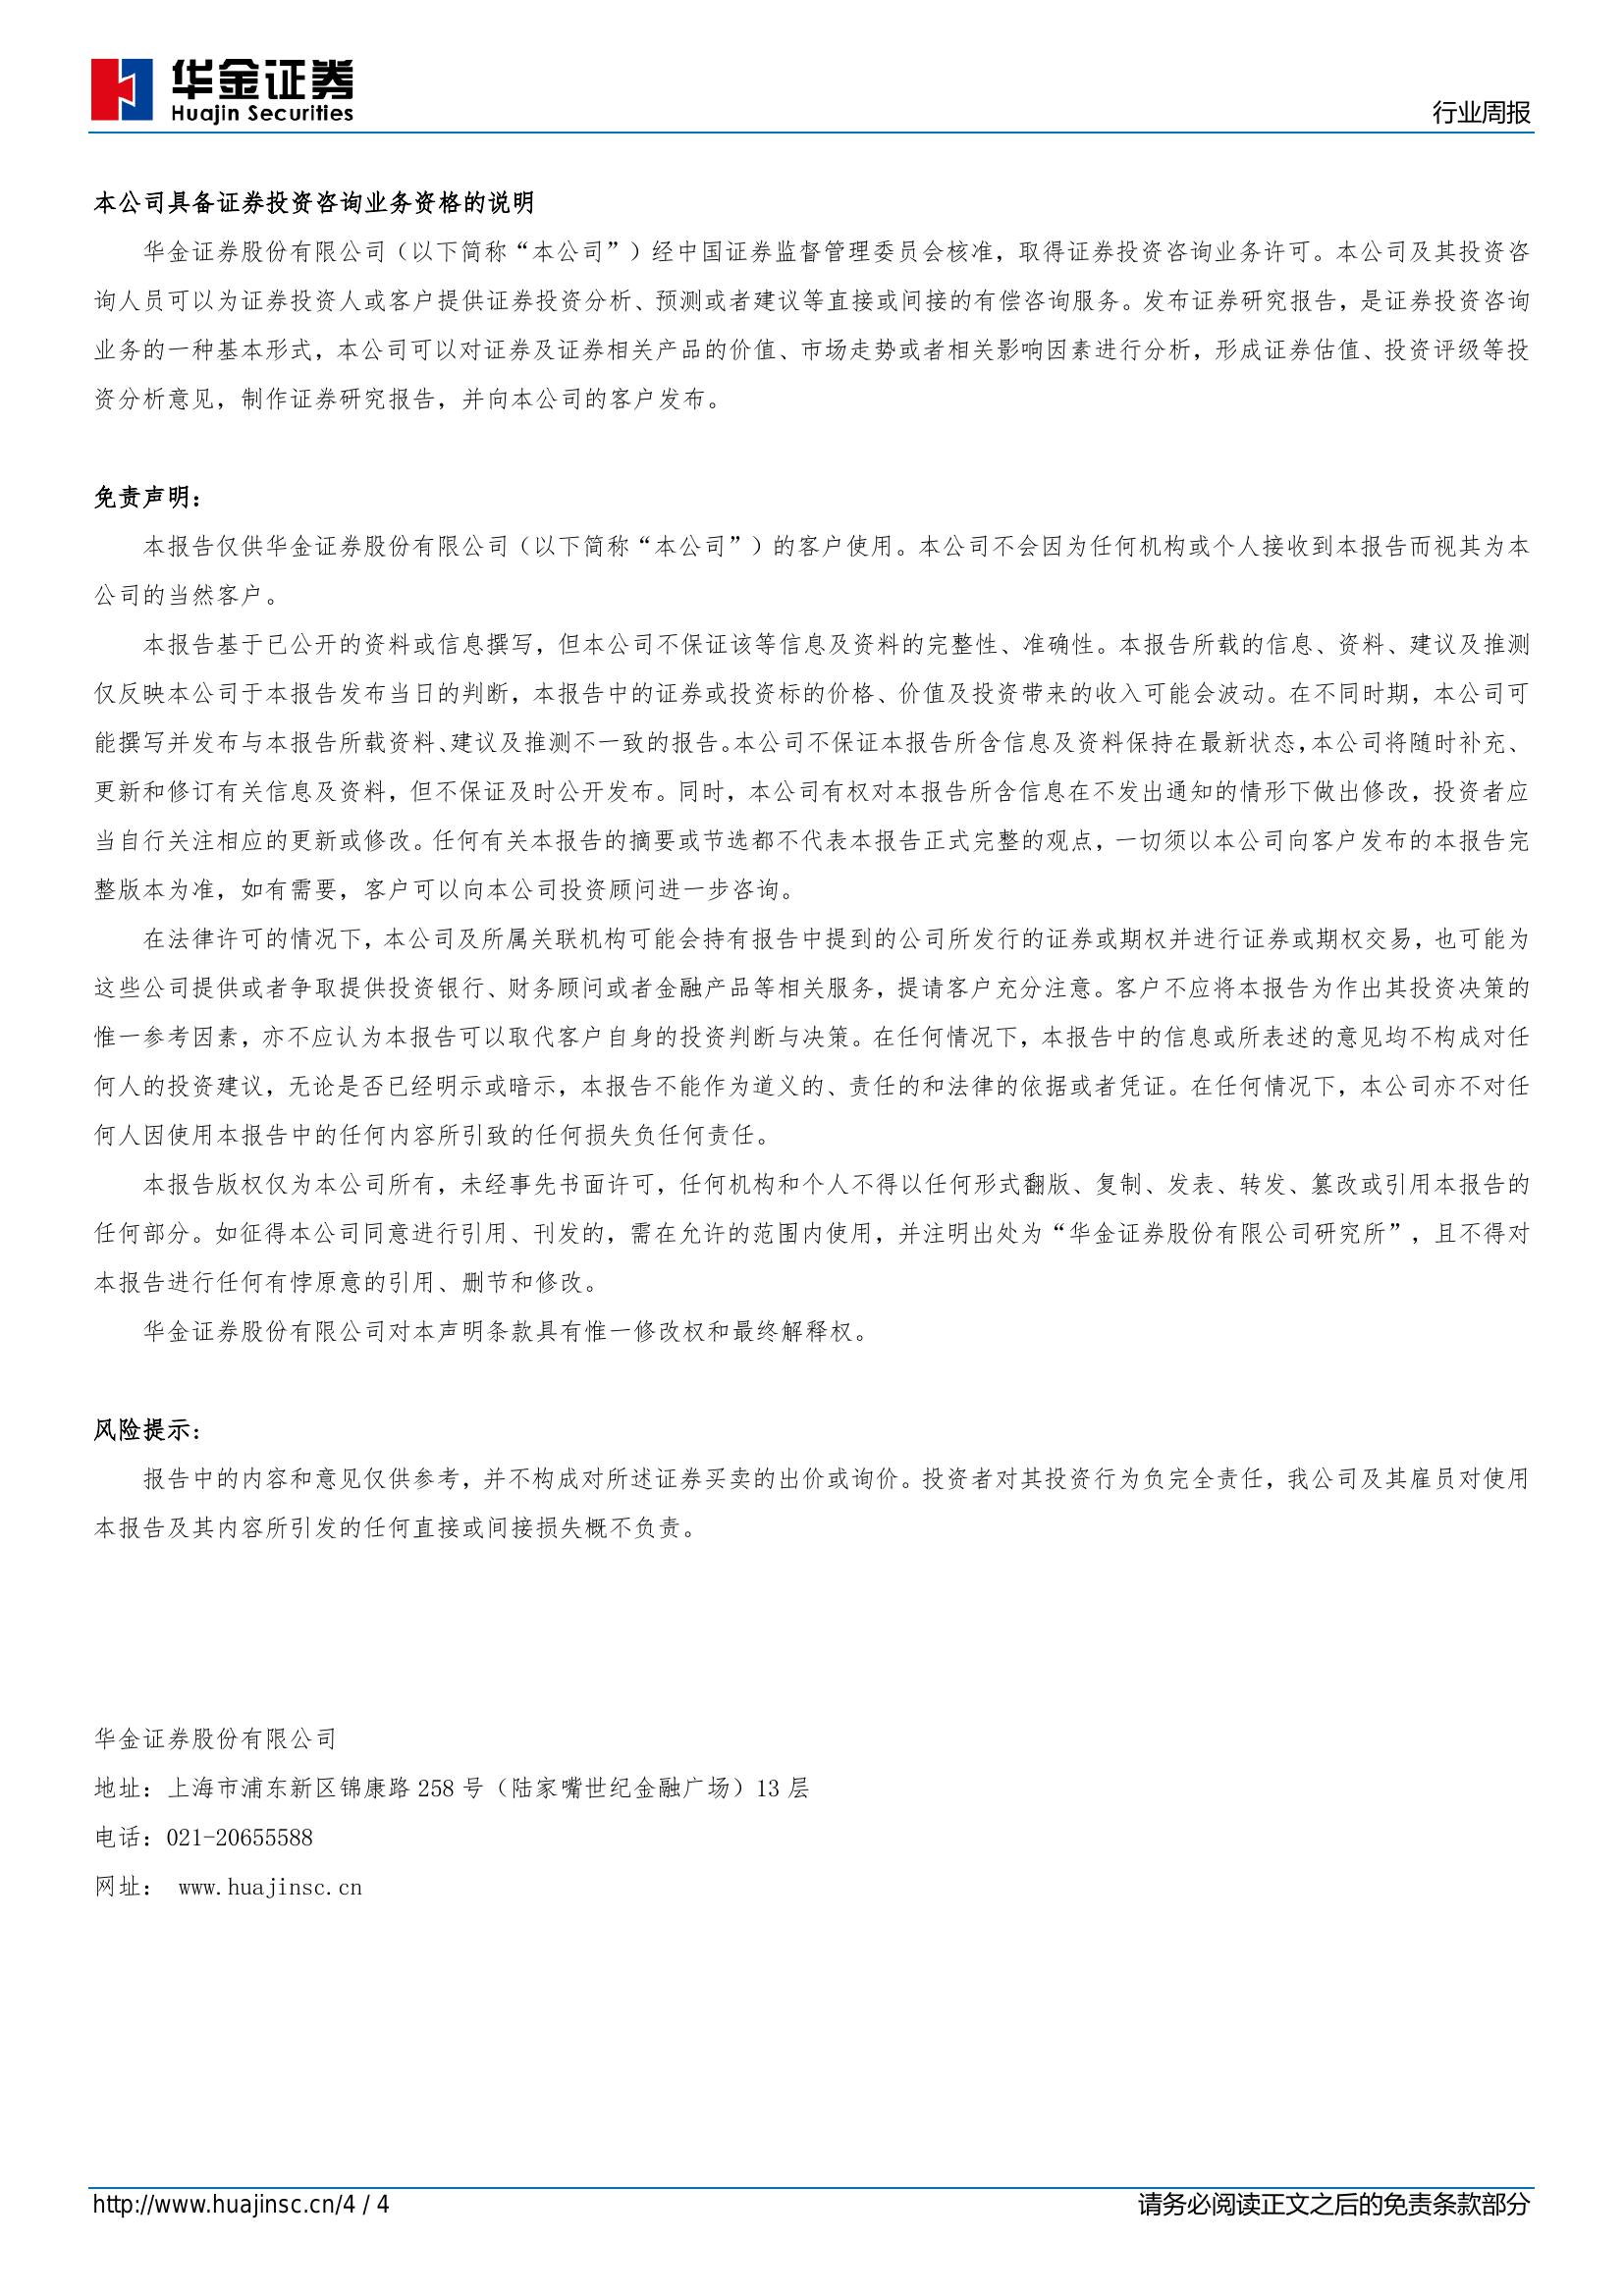 华金证券
Huajin Securities
行业周报
本公司具备证券投资咨询业务资格的说明
华金证券股份有限公司（以下简称“本公司”）经中国证券监督管理委员会核准，取得证券投资咨询业务许可。本公司及其投资咨
询人员可以为证券投资人或客户提供证券投资分析、预测或者建议等直接或间接的有偿咨询服务。发布证券研究报告，是证券投资咨询
业务的一种基本形式，本公司可以对证券及证券相关产品的价值、市场走势或者相关影响因素进行分析，形成证券估值、投资评级等投
资分析意见，制作证券研究报告，并向本公司的客户发布。
免责声明：
本报告仅供华金证券股份有限公司（以下简称“本公司”）的客户使用。本公司不会因为任何机构或个人接收到本报告而视其为本
公司的当然客户。
本报告基于已公开的资料或信息撰写，但本公司不保证该等信息及资料的完整性、准确性。本报告所载的信息、资料、建议及推测
仅反映本公司于本报告发布当日的判断，本报告中的证券或投资标的价格、价值及投资带来的收入可能会波动。在不同时期，本公司可
能撰写并发布与本报告所载资料、建议及推测不一致的报告。本公司不保证本报告所含信息及资料保持在最新状态，本公司将随时补充、
更新和修订有关信息及资料，但不保证及时公开发布。同时，本公司有权对本报告所含信息在不发出通知的情形下做出修改，投资者应
当自行关注相应的更新或修改。任何有关本报告的摘要或节选都不代表本报告正式完整的观点，一切须以本公司向客户发布的本报告完
整版本为准，如有需要，客户可以向本公司投资顾问进一步咨询。
在法律许可的情况下，本公司及所属关联机构可能会持有报告中提到的公司所发行的证券或期权并进行证券或期权交易，也可能为
这些公司提供或者争取提供投资银行、财务顾问或者金融产品等相关服务，提请客户充分注意。客户不应将本报告为作出其投资决策的
惟一参考因素，亦不应认为本报告可以取代客户自身的投资判断与决策。在任何情况下，本报告中的信息或所表述的意见均不构成对任
何人的投资建议，无论是否已经明示或暗示，本报告不能作为道义的、责任的和法律的依据或者凭证。在任何情况下，本公司亦不对任
何人因使用本报告中的任何内容所引致的任何损失负任何责任。
本报告版权仅为本公司所有，未经事先书面许可，任何机构和个人不得以任何形式翻版、复制、发表、转发、篡改或引用本报告的
任何部分。如征得本公司同意进行引用、刊发的，需在允许的范围内使用，并注明出处为“华金证券股份有限公司研究所”，且不得对
本报告进行任何有悖原意的引用、删节和修改。
华金证券股份有限公司对本声明条款具有惟一修改权和最终解释权。
风险提示：
报告中的内容和意见仅供参考，并不构成对所述证券买卖的出价或询价。投资者对其投资行为负完全责任，我公司及其雇员对使用
本报告及其内容所引发的任何直接或间接损失概不负责。
华金证券股份有限公司
地址：上海市浦东新区锦康路 258 号（陆家嘴世纪金融广场）13 层
电话：021-20655588
网址： www.huajinsc.cn
http://www.huajinsc.cn/4 / 4
请务必阅读正文之后的免责条款部分